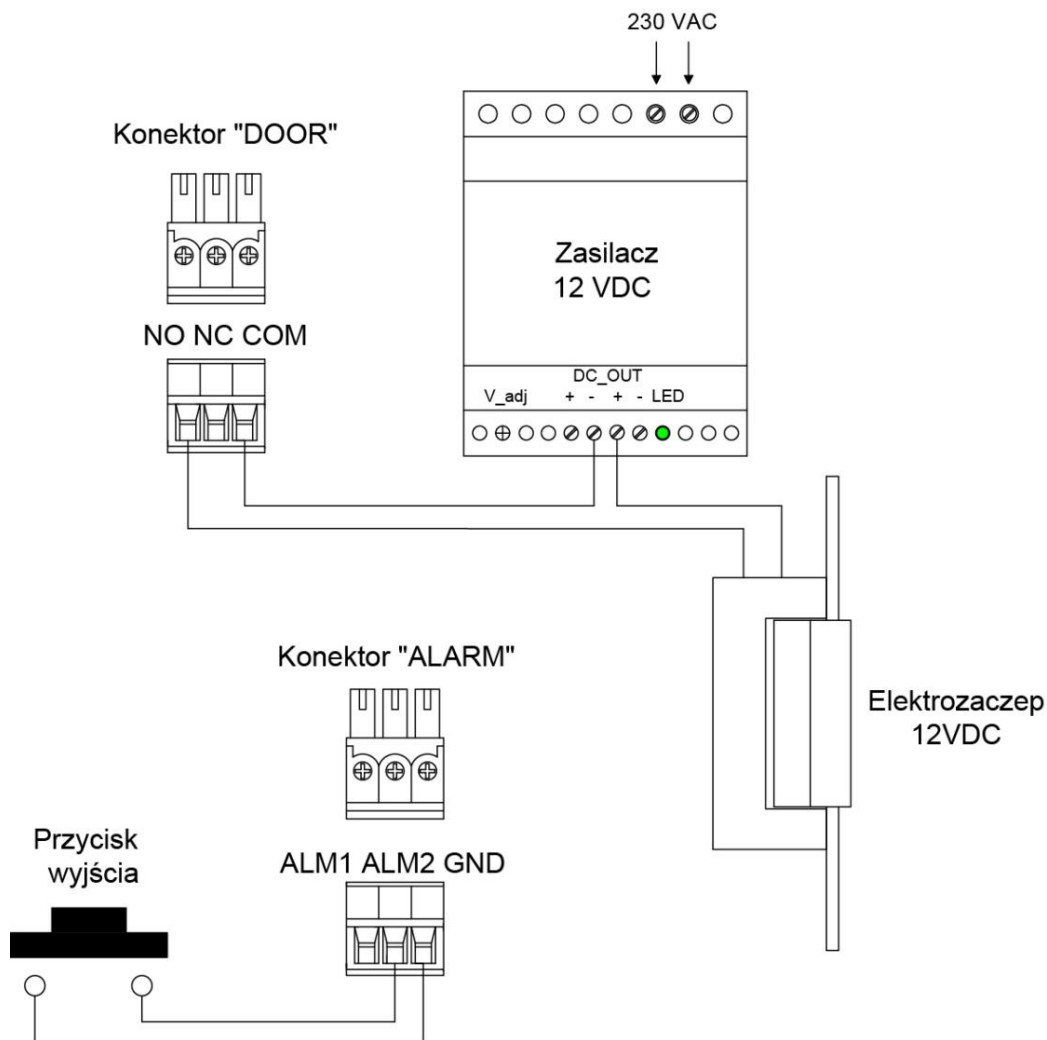 230 VAC
Konektor "DOOR"
Zasilacz
12 VDC
NO NC COM
DC_OUT
V_adj + - + - LED
Konektor "ALARM"
Elektrozaczep
12VDC
Przycisk
wyjścia
ALM1 ALM2 GND